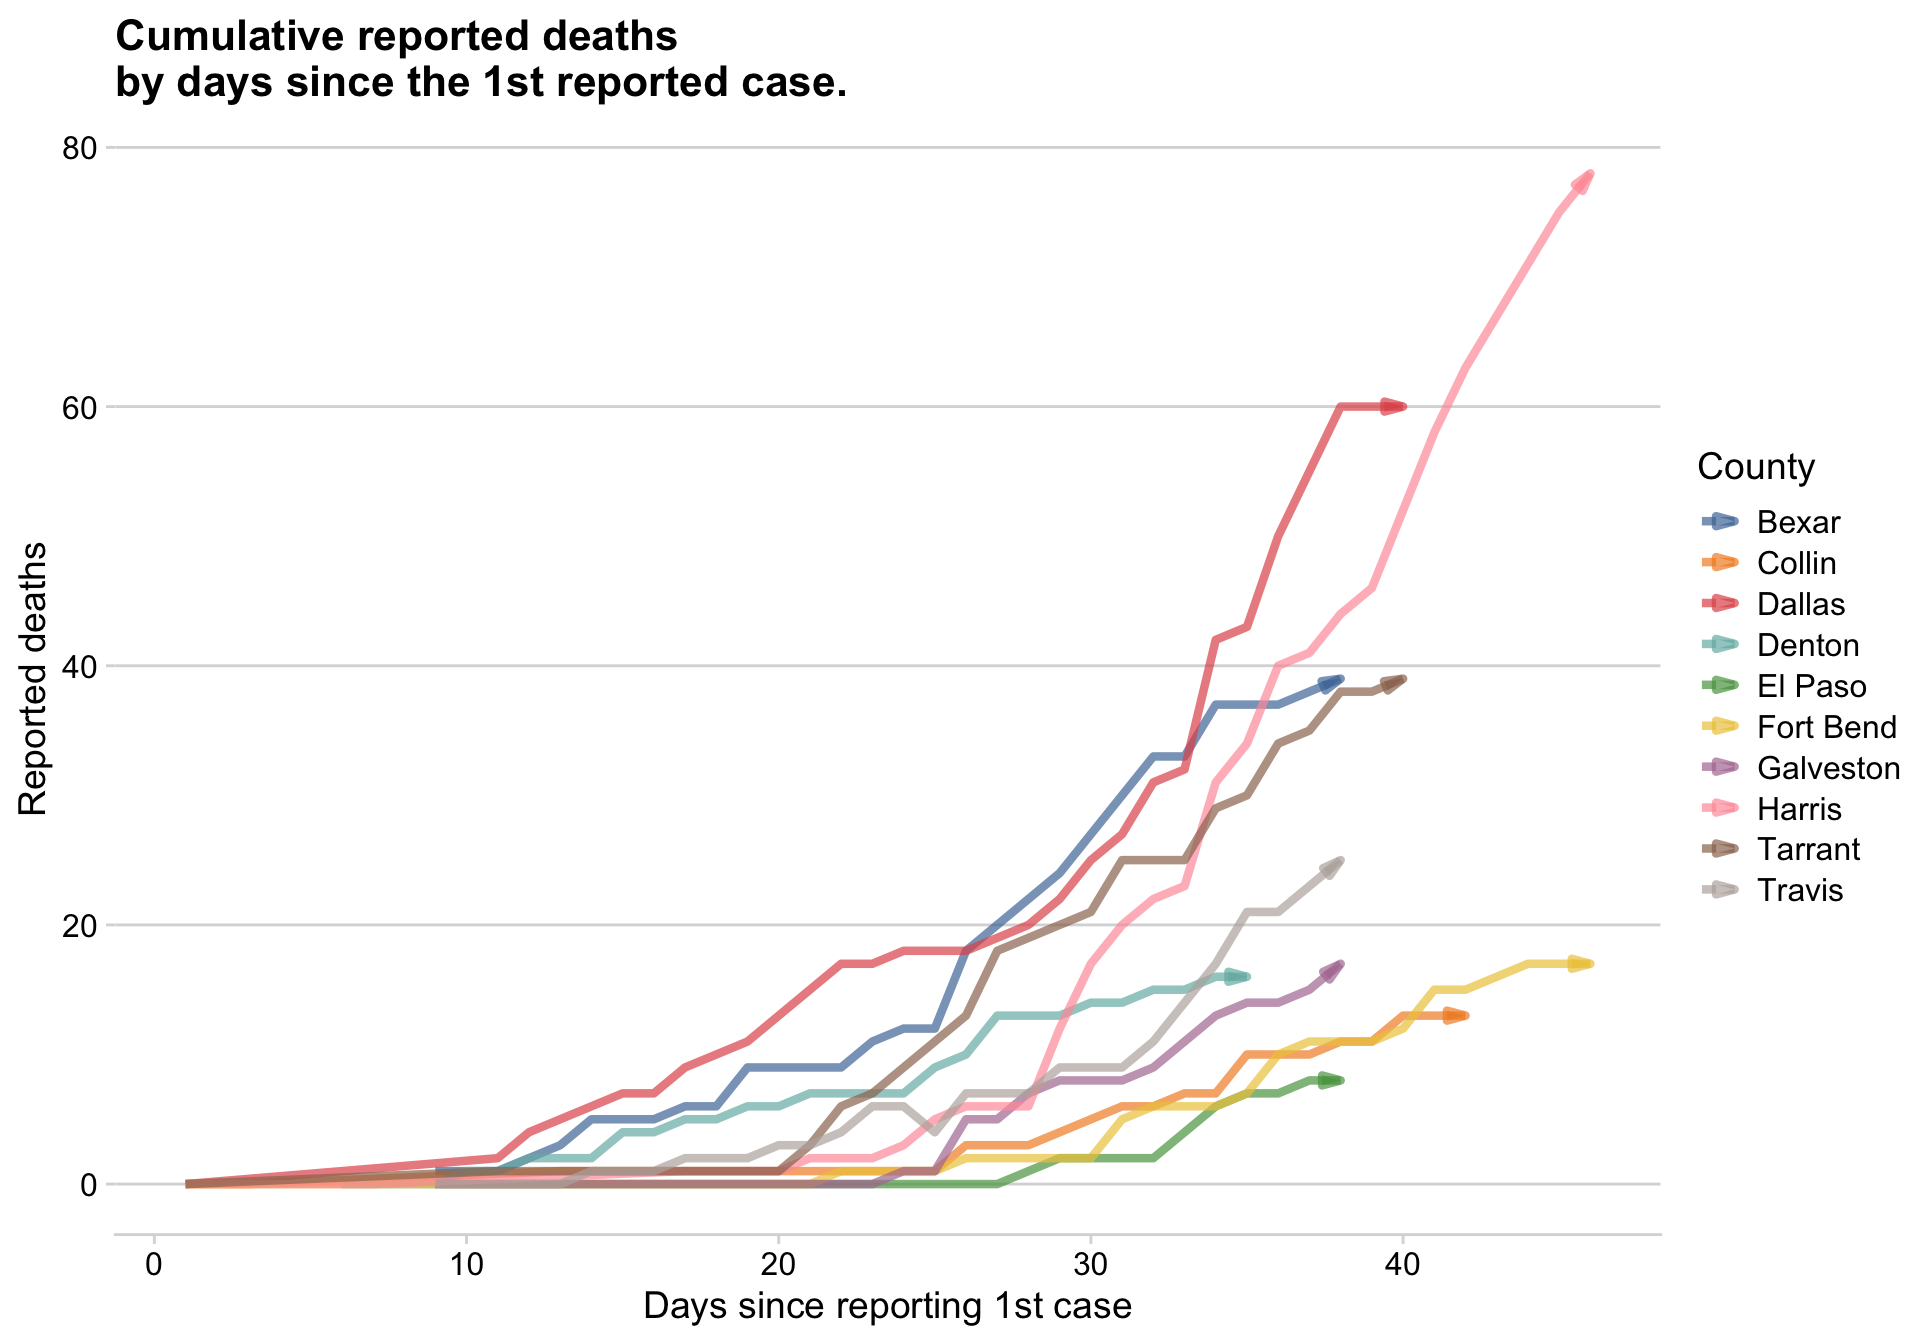 Cumulative reported deaths
by days since the 1st reported case.
80
60
40
20
0
Reported deaths
0 10 20 30 40
Days since reporting 1st case
County
Bexar
Collin
Dallas
Denton
El Paso
Fort Bend
Galveston
Harris
Tarrant
Travis